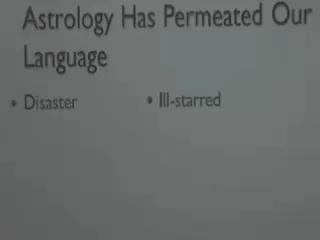 Astrology Has Permeated Our
Language
• Disaster
• Ill-starred